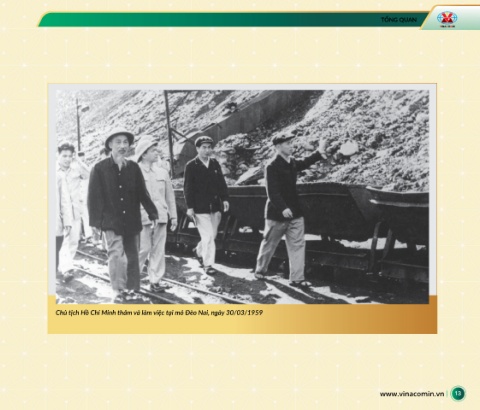 TỔNG QUAN
Chủ tịch Hồ Chí Minh thăm và làm việc tại mỏ Đèo Nai, ngày 30/03/1959
www.vinacomin.vn | 13